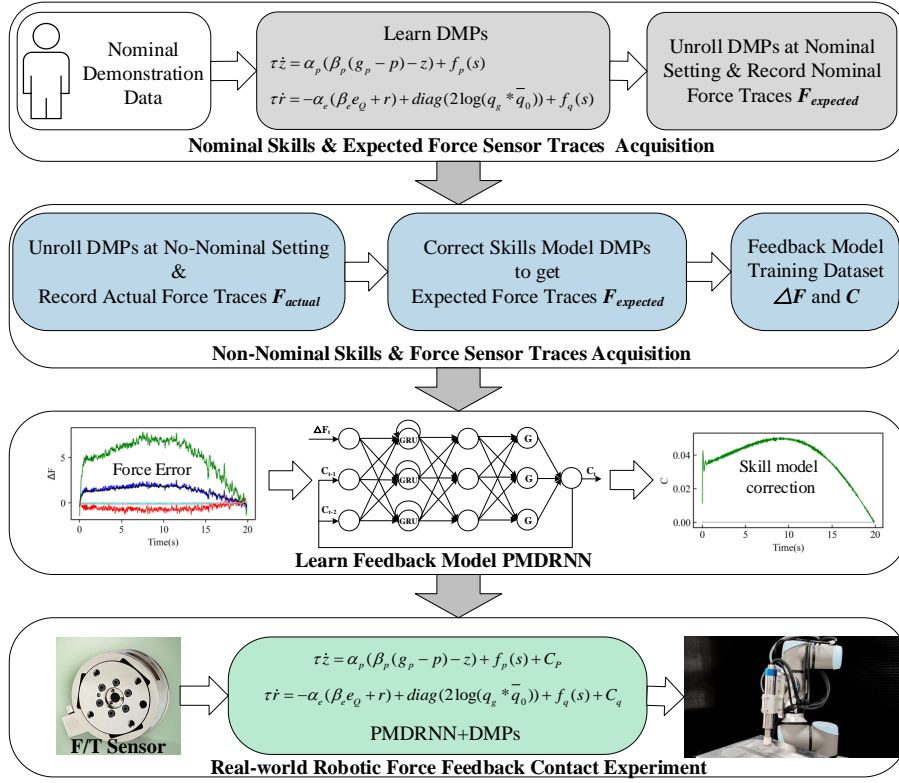 Nominal
Demonstration
Data
Learn DMPs
τż = α_p(β_p(g_p − p) − z) + f_p(s)
τṙ = −α_e(β_e e_Q + r) + diag(2log(q_g * q̄_0)) + f_q(s)
Unroll DMPs at Nominal
Setting & Record Nominal
Force Traces F_expected
Nominal Skills & Expected Force Sensor Traces Acquisition
Unroll DMPs at No-Nominal Setting
&
Record Actual Force Traces F_actual
Correct Skills Model DMPs
to get
Expected Force Traces F_expected
Feedback Model
Training Dataset
△F and C
Non-Nominal Skills & Force Sensor Traces Acquisition
ΔF
5
0
Force Error
0 5 10 15 20
Time(s)
ΔF_t
C_t-1
C_t-2
GRU
GRU
GRU
G
G
G
C_t
C
0.04
0.02
0.00
Skill model
correction
0 5 10 15 20
Time(s)
Learn Feedback Model PMDRNN
F/T Sensor
τż = α_p(β_p(g_p − p) − z) + f_p(s) + C_P
τṙ = −α_e(β_e e_Q + r) + diag(2log(q_g * q̄_0)) + f_q(s) + C_q
PMDRNN+DMPs
Real-world Robotic Force Feedback Contact Experiment